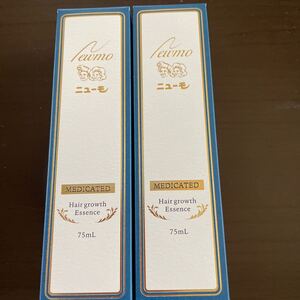 Newmo
ニューモ
MEDICATED
Hair growth
Essence
75mL
Newmo
ニューモ
MEDICATED
Hair growth
Essence
75mL